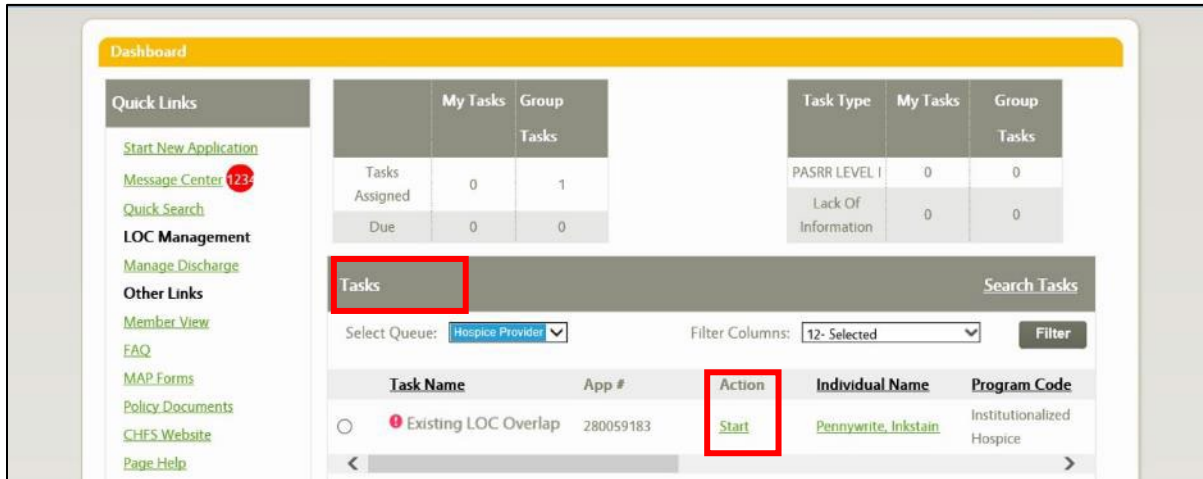 Dashboard
Quick Links
Start New Application
Message Center 1234
Quick Search
LOC Management
Manage Discharge
Other Links
Member View
FAQ
MAP Forms
Policy Documents
CHFS Website
Page Help
My Tasks Group Tasks
Tasks Assigned 0 1
Due 0 0
Task Type My Tasks Group Tasks
PASRR LEVEL I 0 0
Lack Of Information 0 0
Tasks Search Tasks
Select Queue: Hospice Provider Filter Columns: 12- Selected Filter
Task Name App # Action Individual Name Program Code
Existing LOC Overlap 280059183 Start Pennywrite, Inkstain Institutionalized Hospice